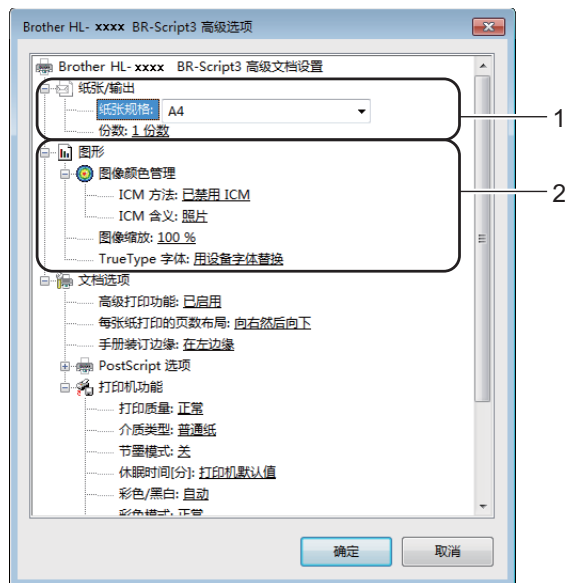 Brother HL- xxxx BR-Script3 高级选项
Brother HL- xxxx BR-Script3 高级文档设置
纸张/输出
纸张规格: A4
份数: 1 份数
1
图形
图像颜色管理
ICM 方法: 已禁用 ICM
ICM 含义: 照片
2
图像缩放: 100 %
TrueType 字体: 用设备字体替换
文档选项
高级打印功能: 已启用
每张纸打印的页数布局: 向右然后向下
手册装订边缘: 在左边缘
PostScript 选项
打印机功能
打印质量: 正常
介质类型: 普通纸
节墨模式: 关
休眠时间[分]: 打印机默认值
彩色/黑白: 自动
彩色模式: 正常
确定 取消